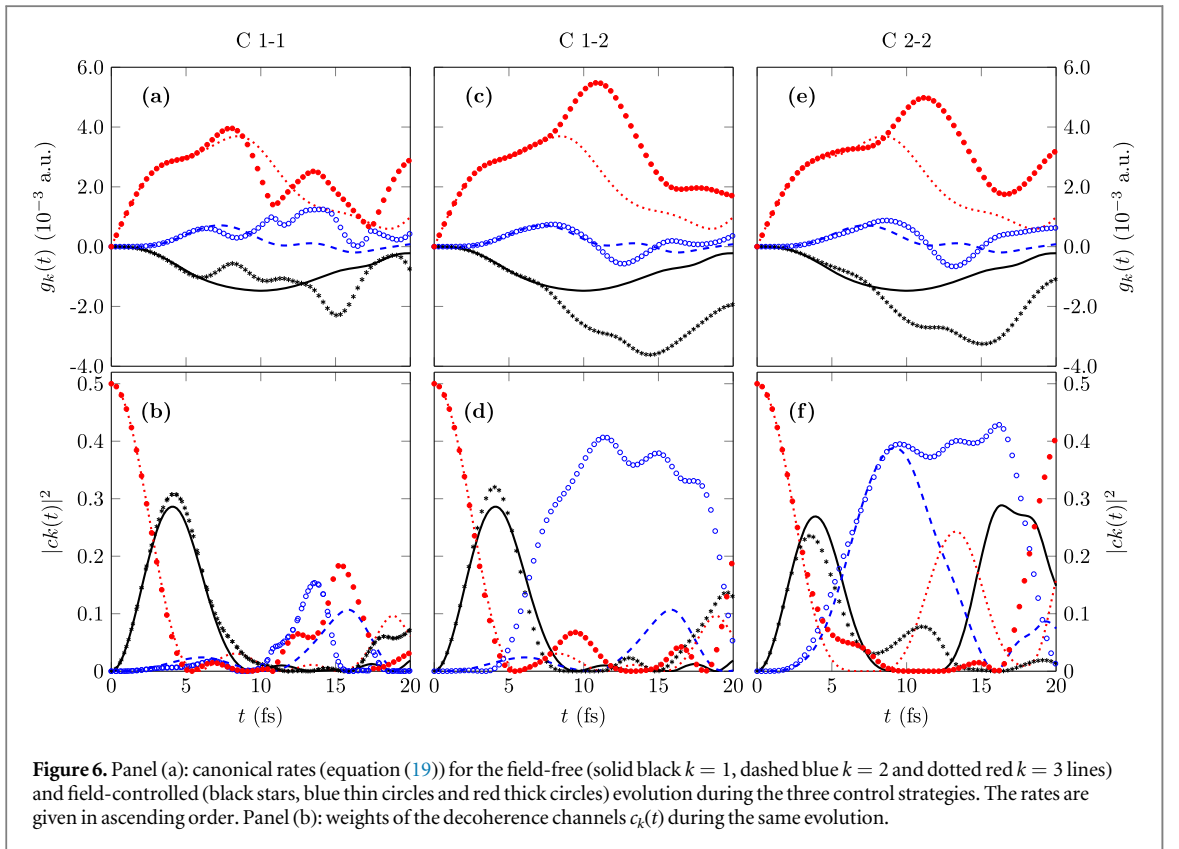 C 1-1 C 1-2 C 2-2
6.0 6.0
(a) (c) (e)
4.0 4.0
2.0 2.0
0.0 0.0
-2.0 -2.0
-4.0 -4.0
g_k(t) (10⁻³ a.u.) g_k(t) (10⁻³ a.u.)
0.5 0.5
(b) (d) (f)
0.4 0.4
0.3 0.3
0.2 0.2
0.1 0.1
0 0
|ck(t)|² |ck(t)|²
0 5 10 15 20 0 5 10 15 20 0 5 10 15 20
t (fs) t (fs) t (fs)
Figure 6. Panel (a): canonical rates (equation (19)) for the field-free (solid black k = 1, dashed blue k = 2 and dotted red k = 3 lines)
and field-controlled (black stars, blue thin circles and red thick circles) evolution during the three control strategies. The rates are
given in ascending order. Panel (b): weights of the decoherence channels c_k(t) during the same evolution.